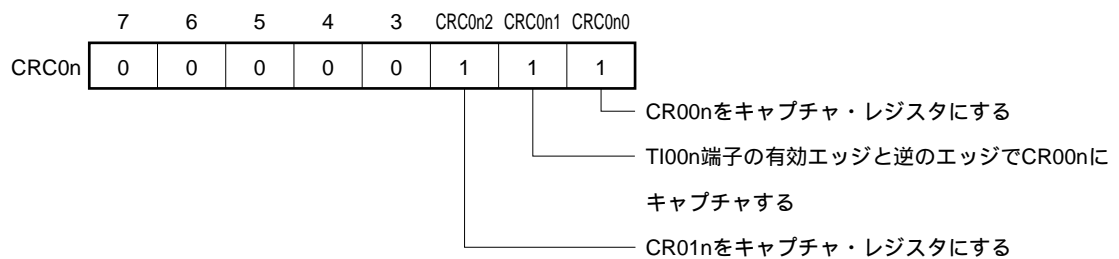 7 6 5 4 3 CRC0n2 CRC0n1 CRC0n0
CRC0n 0 0 0 0 0 1 1 1
CR00nをキャプチャ・レジスタにする
TI00n端子の有効エッジと逆のエッジでCR00nに
キャプチャする
CR01nをキャプチャ・レジスタにする